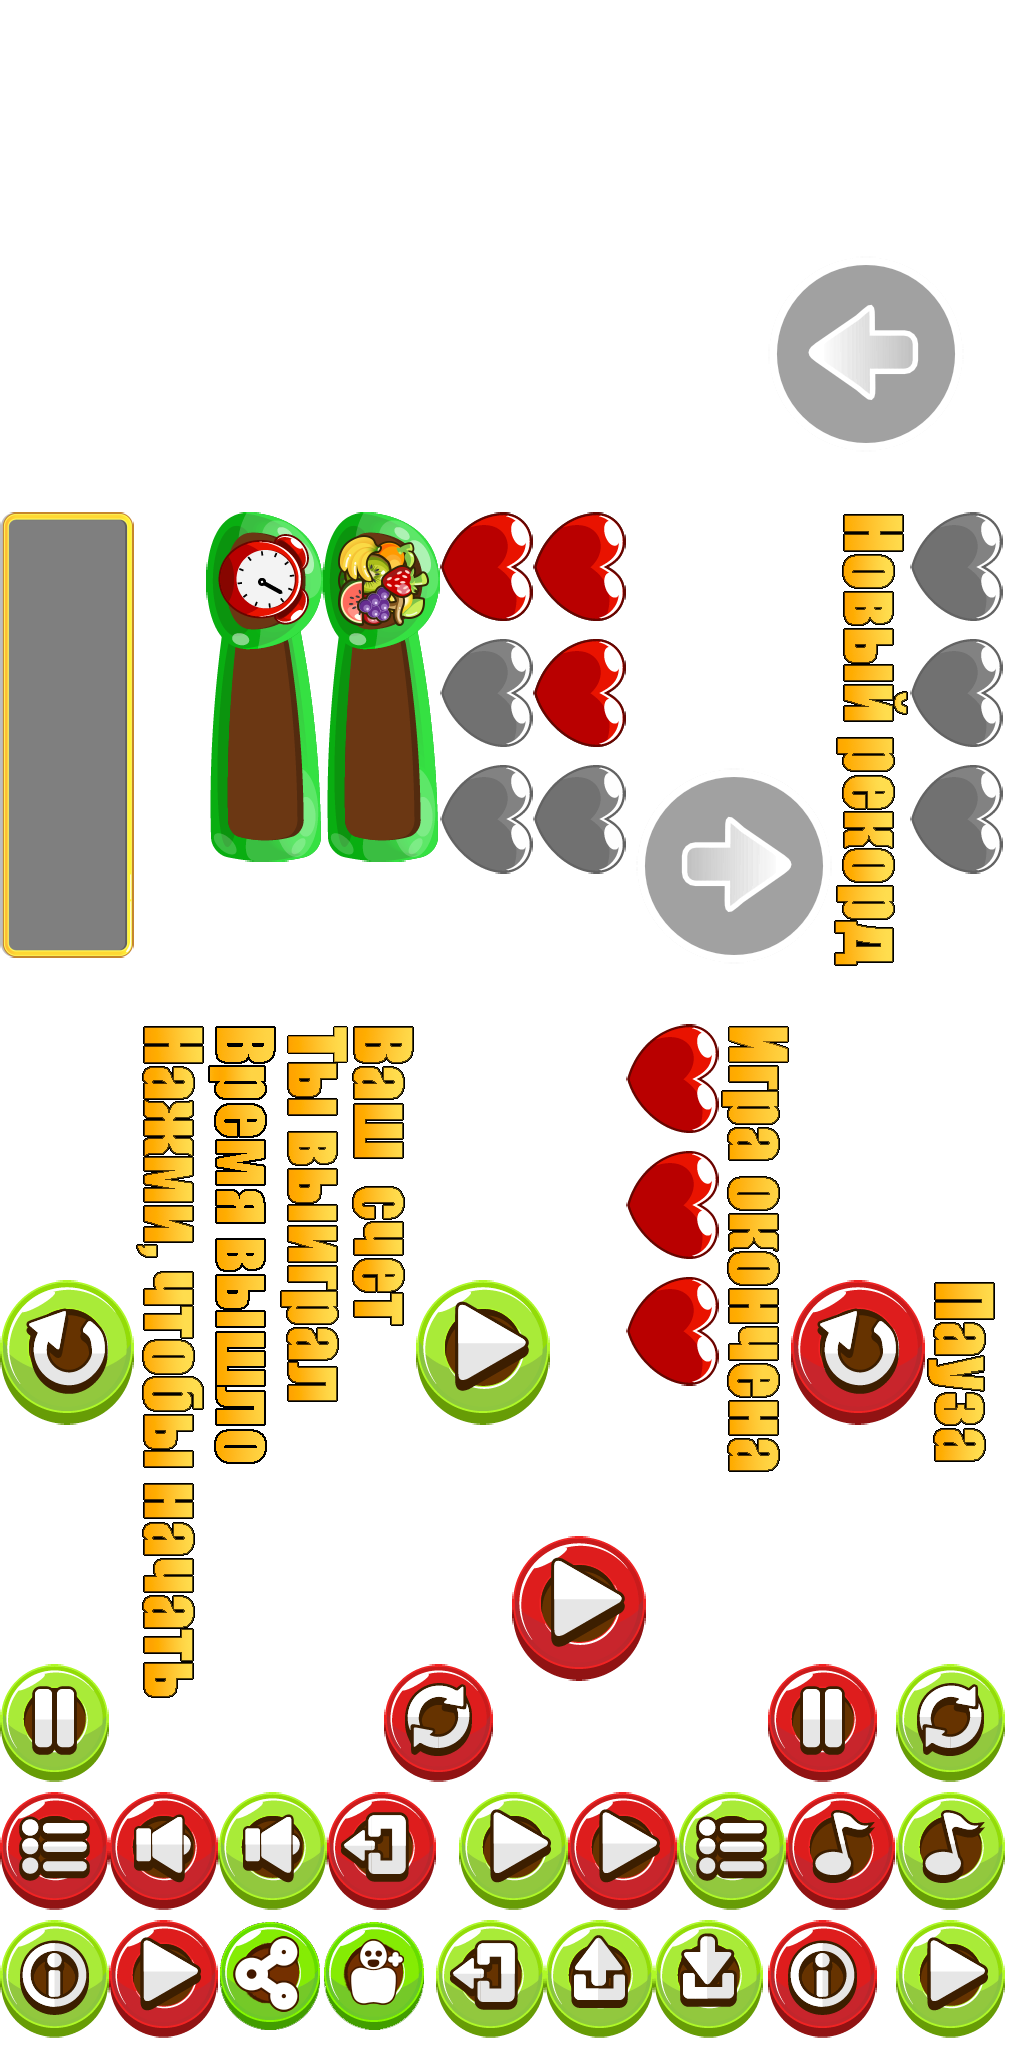 Новый рекорд
Ваш счет
Ты выиграл
Время вышло
Нажми, чтобы начать
Игра окончена
Пауза